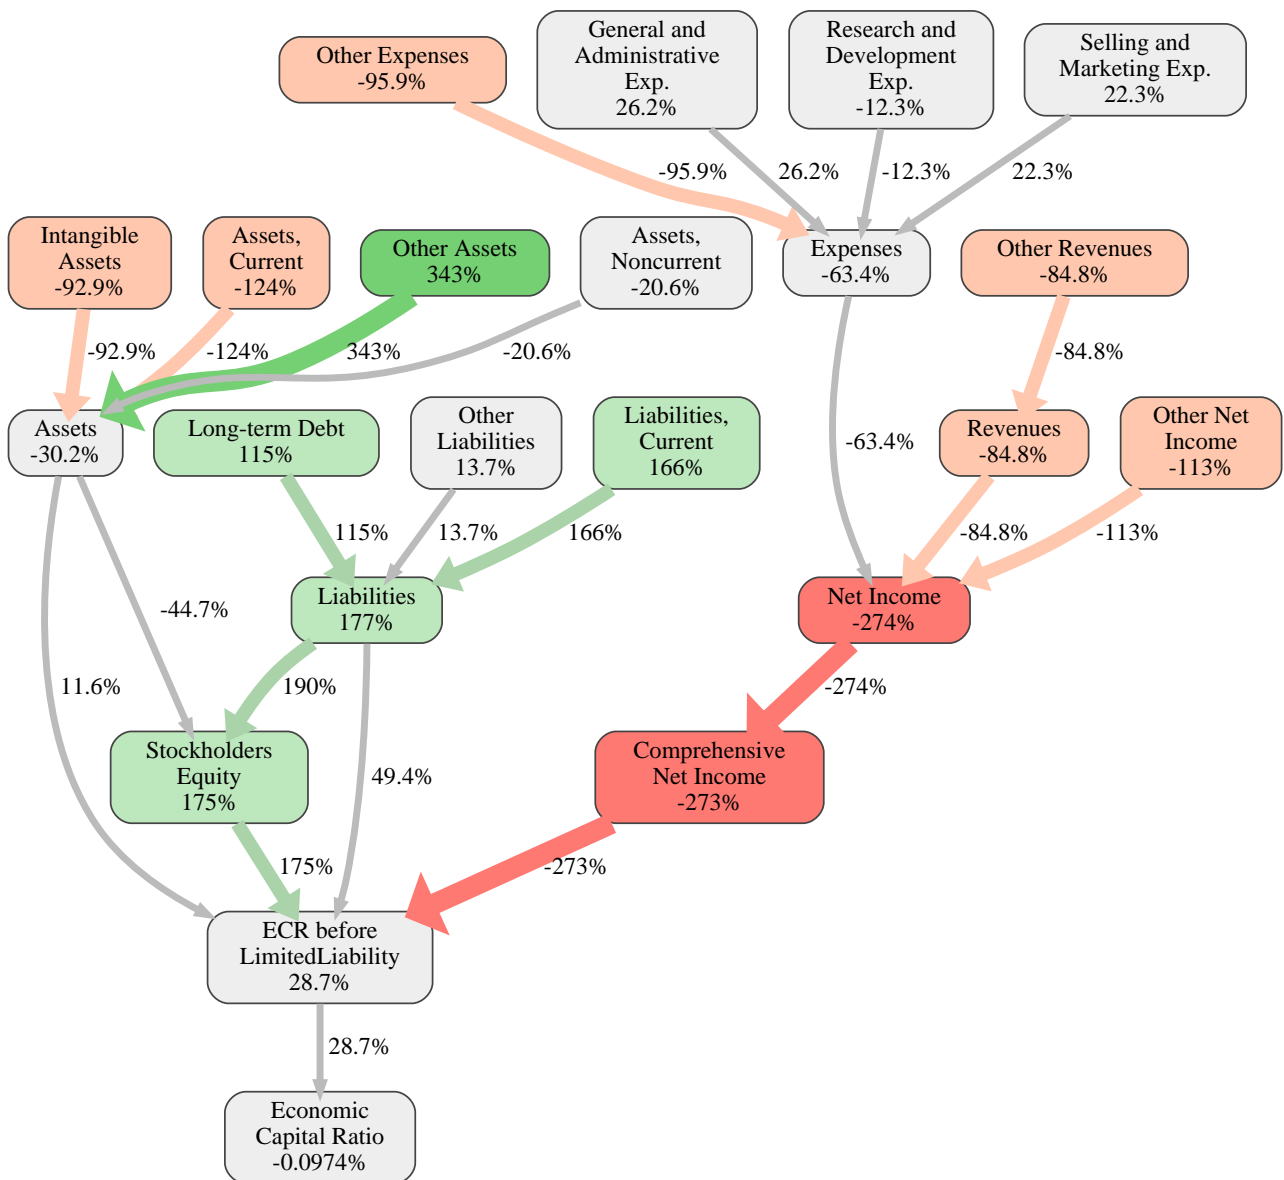 Other Expenses
-95.9%
General and
Administrative
Exp.
26.2%
Research and
Development
Exp.
-12.3%
Selling and
Marketing Exp.
22.3%
-95.9%
26.2%
-12.3%
22.3%
Intangible
Assets
-92.9%
Assets,
Current
-124%
Other Assets
343%
Assets,
Noncurrent
-20.6%
Expenses
-63.4%
Other Revenues
-84.8%
-92.9%
-124%
343%
-20.6%
-84.8%
Assets
-30.2%
Long-term Debt
115%
Other
Liabilities
13.7%
Liabilities,
Current
166%
-63.4%
Revenues
-84.8%
Other Net
Income
-113%
115%
13.7%
166%
-84.8%
-113%
-44.7%
Liabilities
177%
Net Income
-274%
11.6%
190%
-274%
Stockholders
Equity
175%
49.4%
Comprehensive
Net Income
-273%
175%
-273%
ECR before
LimitedLiability
28.7%
28.7%
Economic
Capital Ratio
-0.0974%